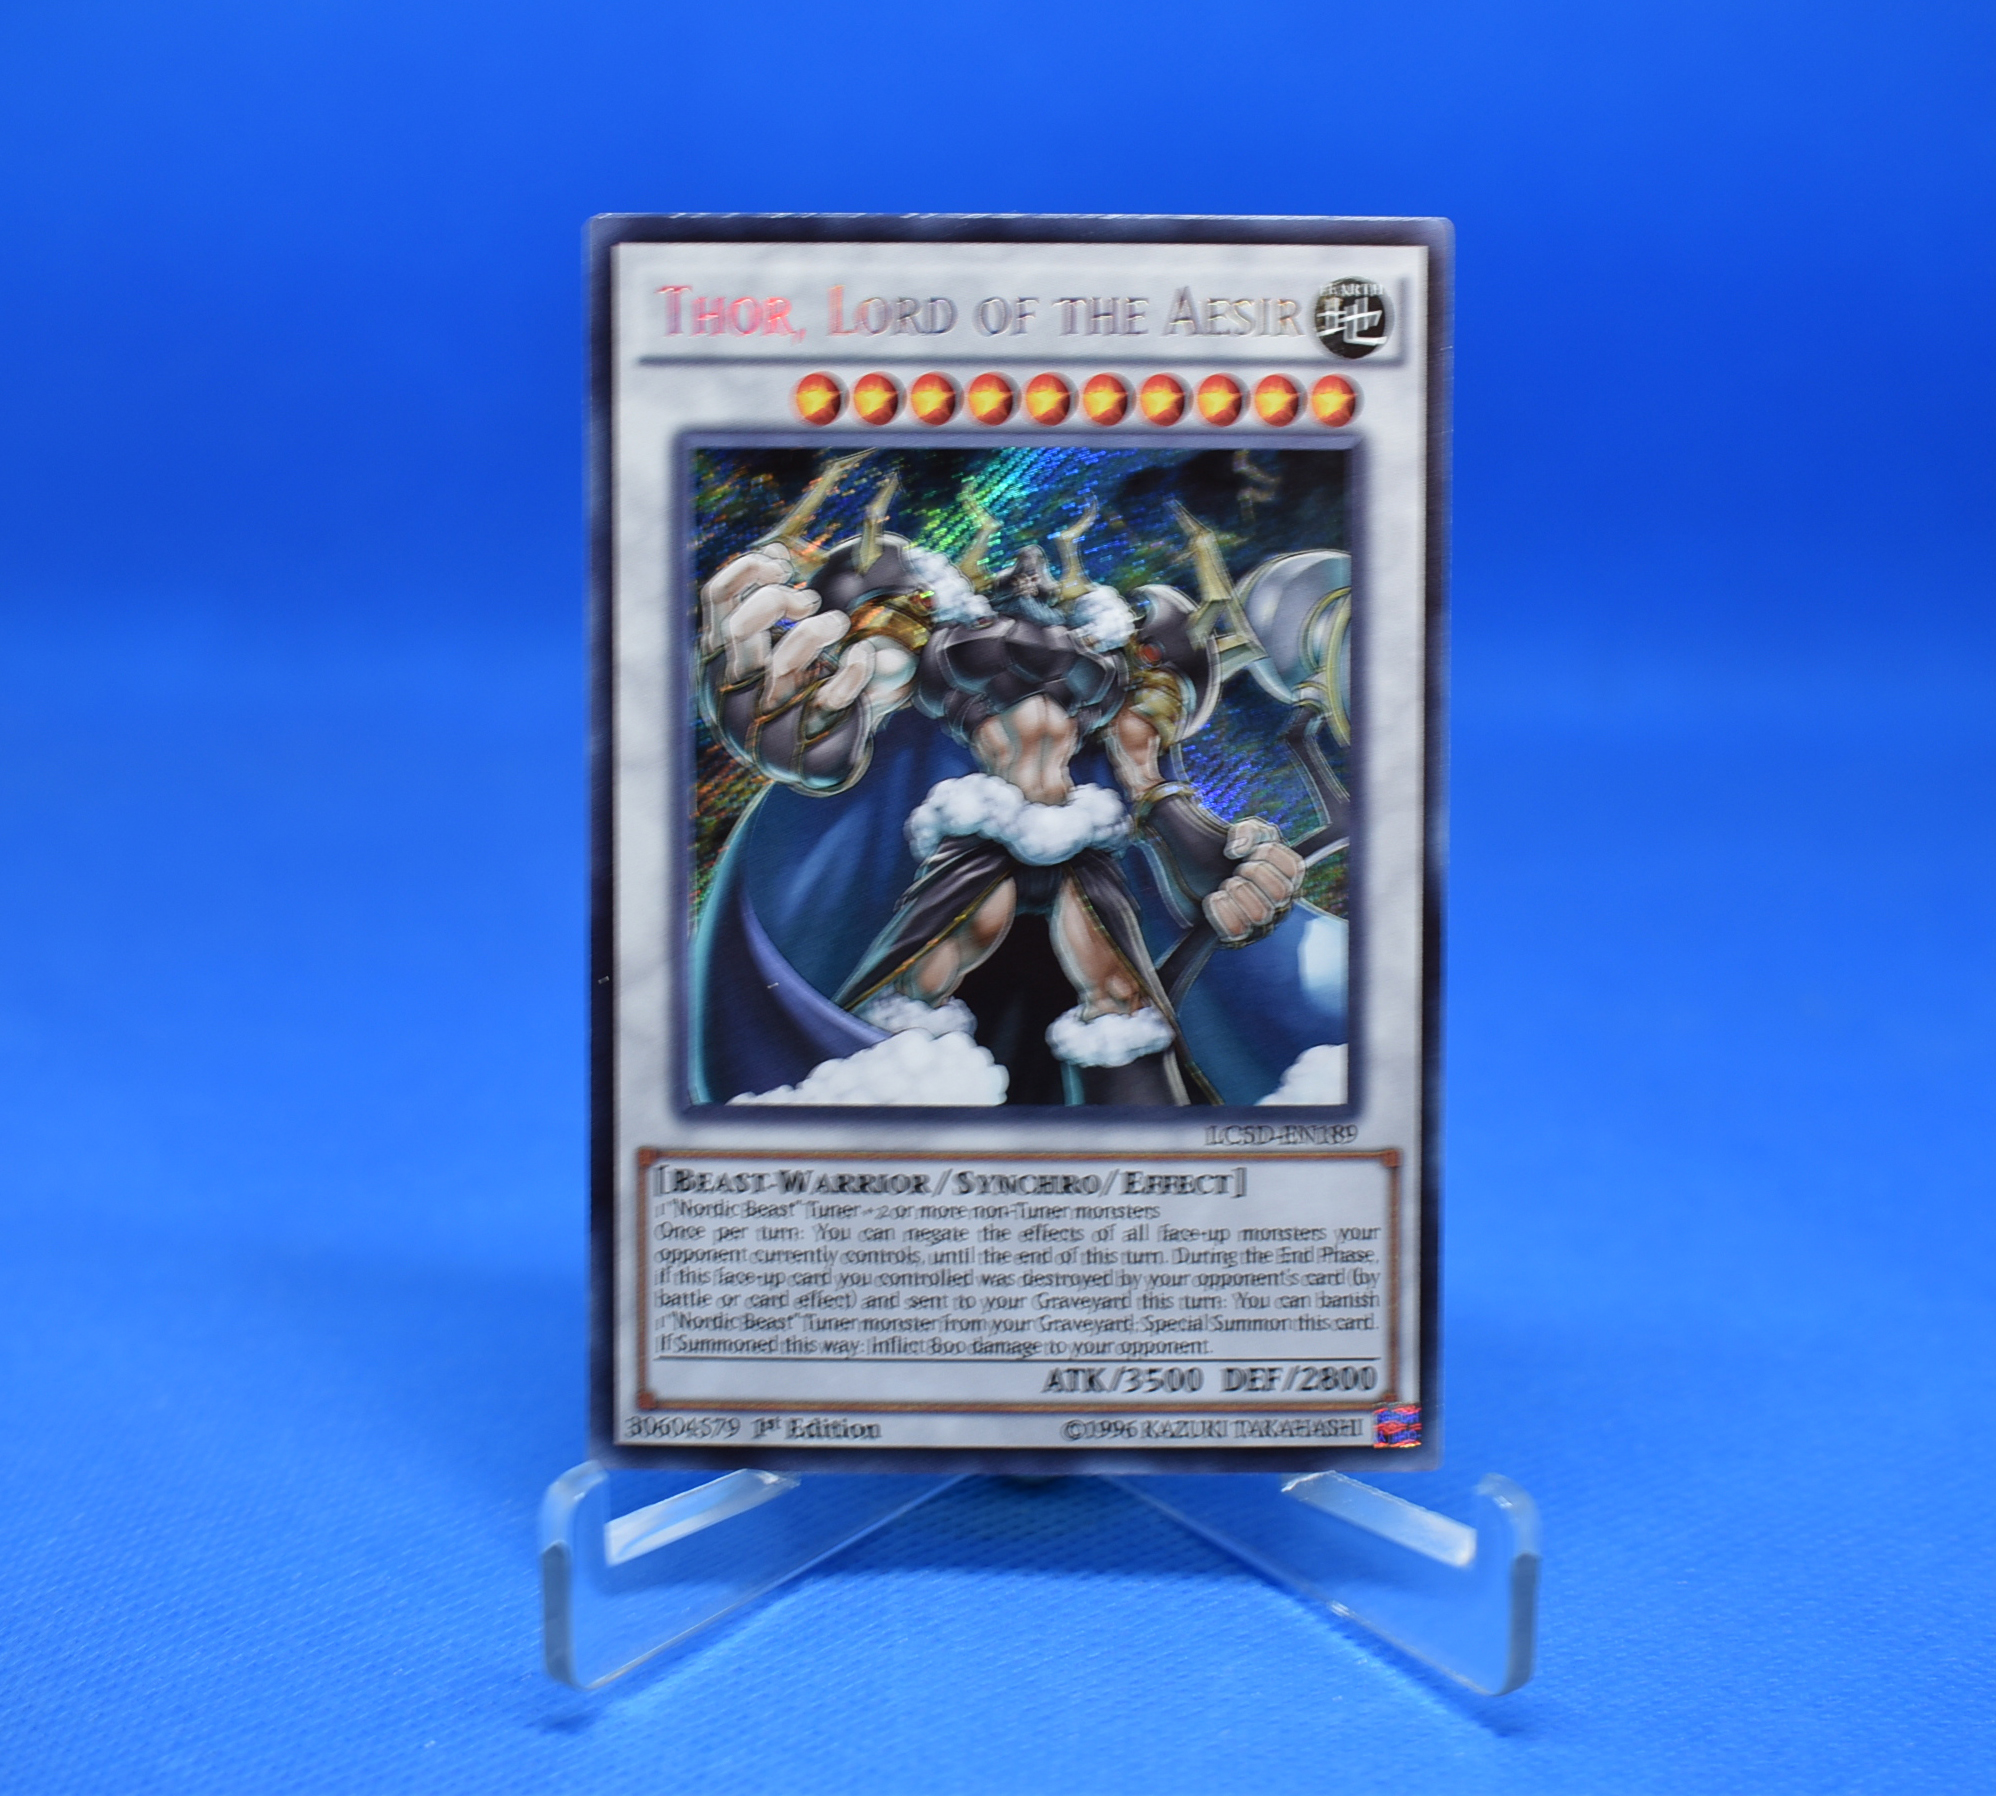 THOR, LORD OF THE AESIR
EARTH
地
LC5D-EN189
[BEAST-WARRIOR/SYNCHRO/EFFECT]
1 "Nordic Beast" Tuner + 2 or more non-Tuner monsters
Once per turn: You can negate the effects of all face-up monsters your
opponent currently controls, until the end of this turn. During the End Phase,
if this face-up card you controlled was destroyed by your opponent's card (by
battle or card effect) and sent to your Graveyard this turn: You can banish
1 "Nordic Beast" Tuner monster from your Graveyard; Special Summon this card.
If Summoned this way: Inflict 800 damage to your opponent.
ATK/3500 DEF/2800
30604579 1st Edition ©1996 KAZUKI TAKAHASHI